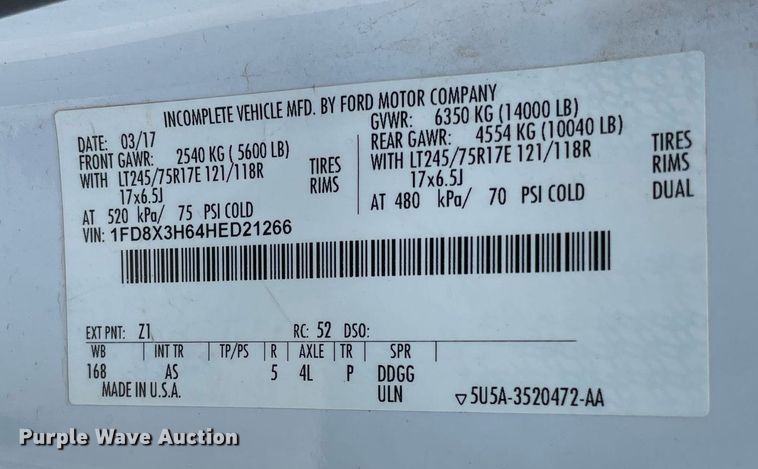 INCOMPLETE VEHICLE MFD. BY FORD MOTOR COMPANY
DATE: 03/17 GVWR: 6350 KG (14000 LB)
FRONT GAWR: 2540 KG ( 5600 LB) REAR GAWR: 4554 KG (10040 LB)
WITH LT245/75R17E 121/118R TIRES WITH LT245/75R17E 121/118R TIRES
17x6.5J RIMS 17x6.5J RIMS
AT 520 kPa/ 75 PSI COLD AT 480 kPa/ 70 PSI COLD DUAL
VIN: 1FD8X3H64HED21266
EXT PNT: Z1 RC: 52 DSO:
WB INT TR TP/PS R AXLE TR SPR
168 AS 5 4L P DDGG
MADE IN U.S.A. ULN ▽5U5A-3520472-AA
Purple Wave Auction